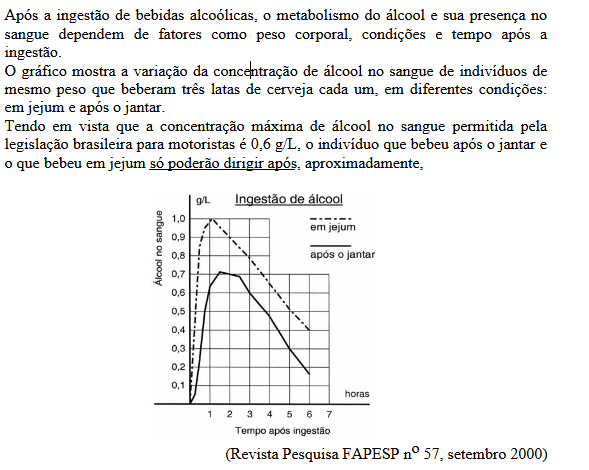 Após a ingestão de bebidas alcoólicas, o metabolismo do álcool e sua presença no
sangue dependem de fatores como peso corporal, condições e tempo após a
ingestão.
O gráfico mostra a variação da concentração de álcool no sangue de indivíduos de
mesmo peso que beberam três latas de cerveja cada um, em diferentes condições:
em jejum e após o jantar.
Tendo em vista que a concentração máxima de álcool no sangue permitida pela
legislação brasileira para motoristas é 0,6 g/L, o indivíduo que bebeu após o jantar e
o que bebeu em jejum só poderão dirigir após, aproximadamente,
g/L Ingestão de álcool
em jejum
após o jantar
Álcool no sangue
1,0
0,9
0,8
0,7
0,6
0,5
0,4
0,3
0,2
0,1
horas
1 2 3 4 5 6 7
Tempo após ingestão
(Revista Pesquisa FAPESP nº 57, setembro 2000)